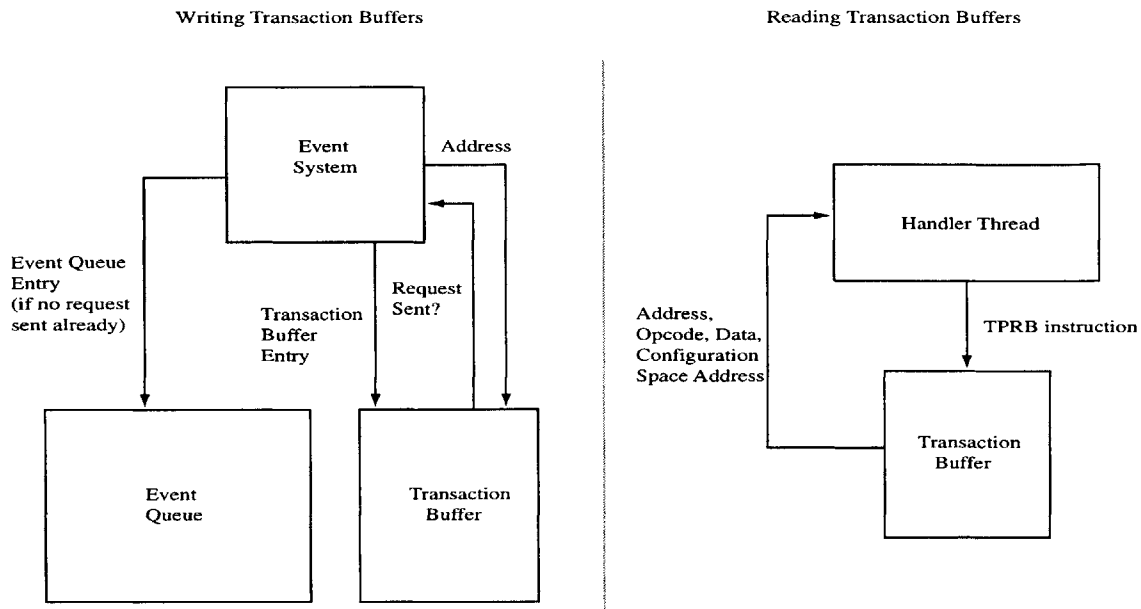 Writing Transaction Buffers
Event
System
Address
Event Queue
Entry
(if no request
sent already)
Transaction
Buffer
Entry
Request
Sent?
Event
Queue
Transaction
Buffer
Reading Transaction Buffers
Handler Thread
Address,
Opcode, Data,
Configuration
Space Address
TPRB instruction
Transaction
Buffer